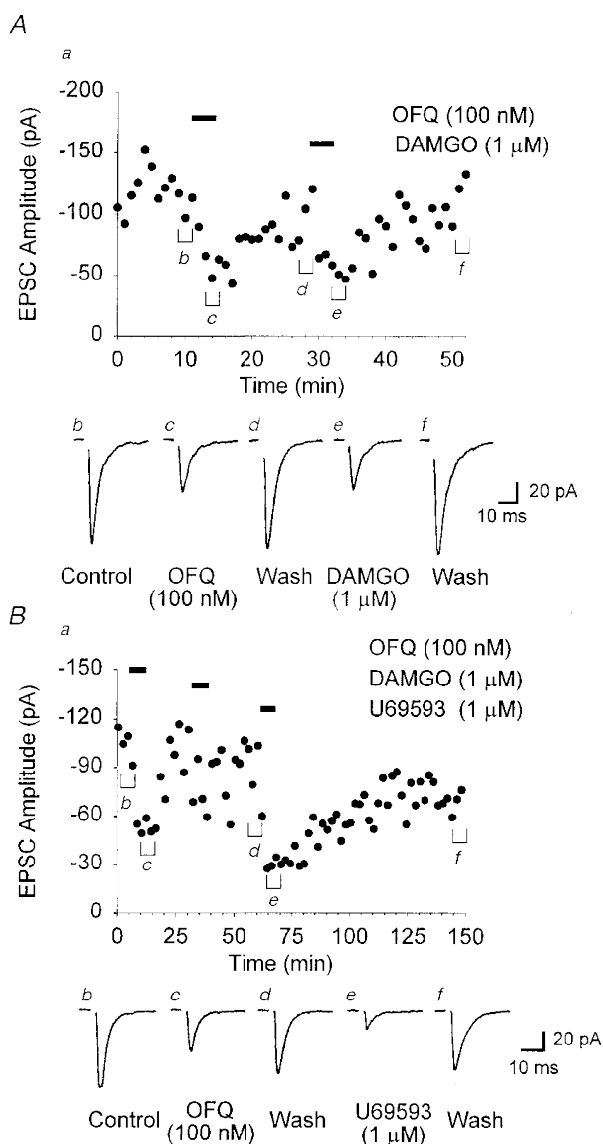 A
a
-200
-150
-100
-50
0
EPSC Amplitude (pA)
OFQ (100 nM)
DAMGO (1 µM)
b
c
d
e
f
0 10 20 30 40 50
Time (min)
b c d e f
20 pA
10 ms
Control OFQ (100 nM) Wash DAMGO (1 µM) Wash
B
a
-150
-120
-90
-60
-30
0
EPSC Amplitude (pA)
OFQ (100 nM)
DAMGO (1 µM)
U69593 (1 µM)
b
c
d
e
f
0 25 50 75 100 125 150
Time (min)
b c d e f
20 pA
10 ms
Control OFQ (100 nM) Wash U69593 (1 µM) Wash